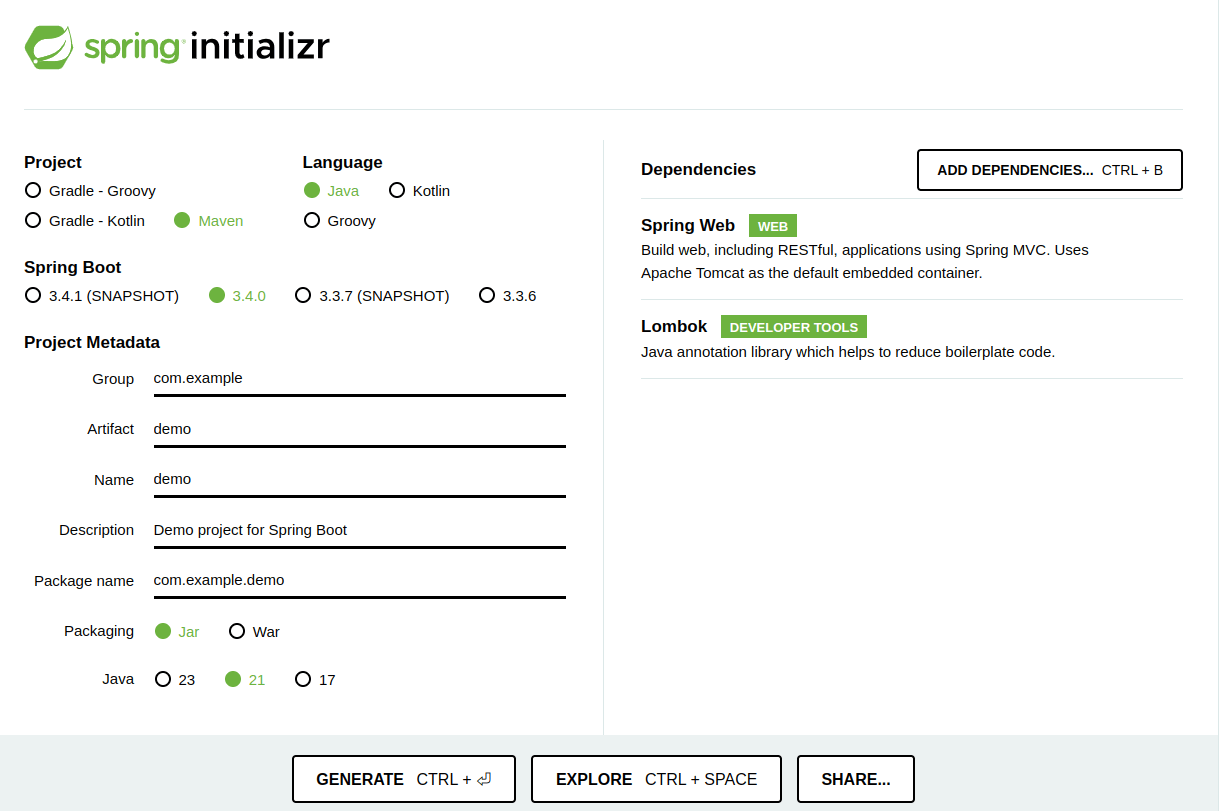 spring initializr
Project
Gradle - Groovy
Gradle - Kotlin Maven
Language
Java Kotlin
Groovy
Spring Boot
3.4.1 (SNAPSHOT) 3.4.0 3.3.7 (SNAPSHOT) 3.3.6
Project Metadata
Group com.example
Artifact demo
Name demo
Description Demo project for Spring Boot
Package name com.example.demo
Packaging Jar War
Java 23 21 17
Dependencies ADD DEPENDENCIES... CTRL + B
Spring Web WEB
Build web, including RESTful, applications using Spring MVC. Uses
Apache Tomcat as the default embedded container.
Lombok DEVELOPER TOOLS
Java annotation library which helps to reduce boilerplate code.
GENERATE CTRL + ⏎ EXPLORE CTRL + SPACE SHARE...